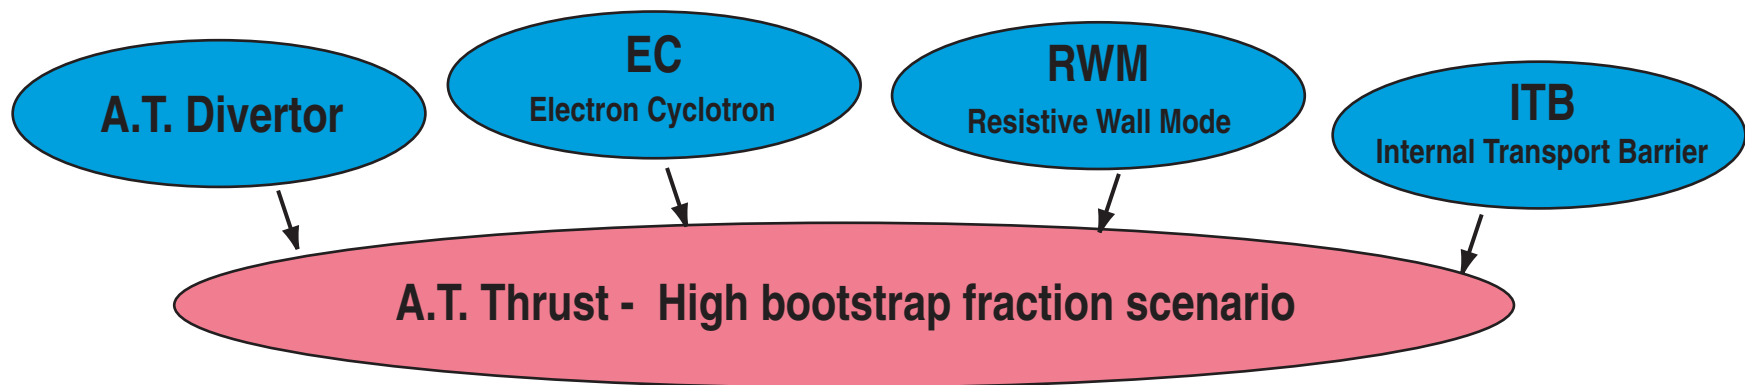 A.T. Divertor
EC
Electron Cyclotron
RWM
Resistive Wall Mode
ITB
Internal Transport Barrier
A.T. Thrust - High bootstrap fraction scenario